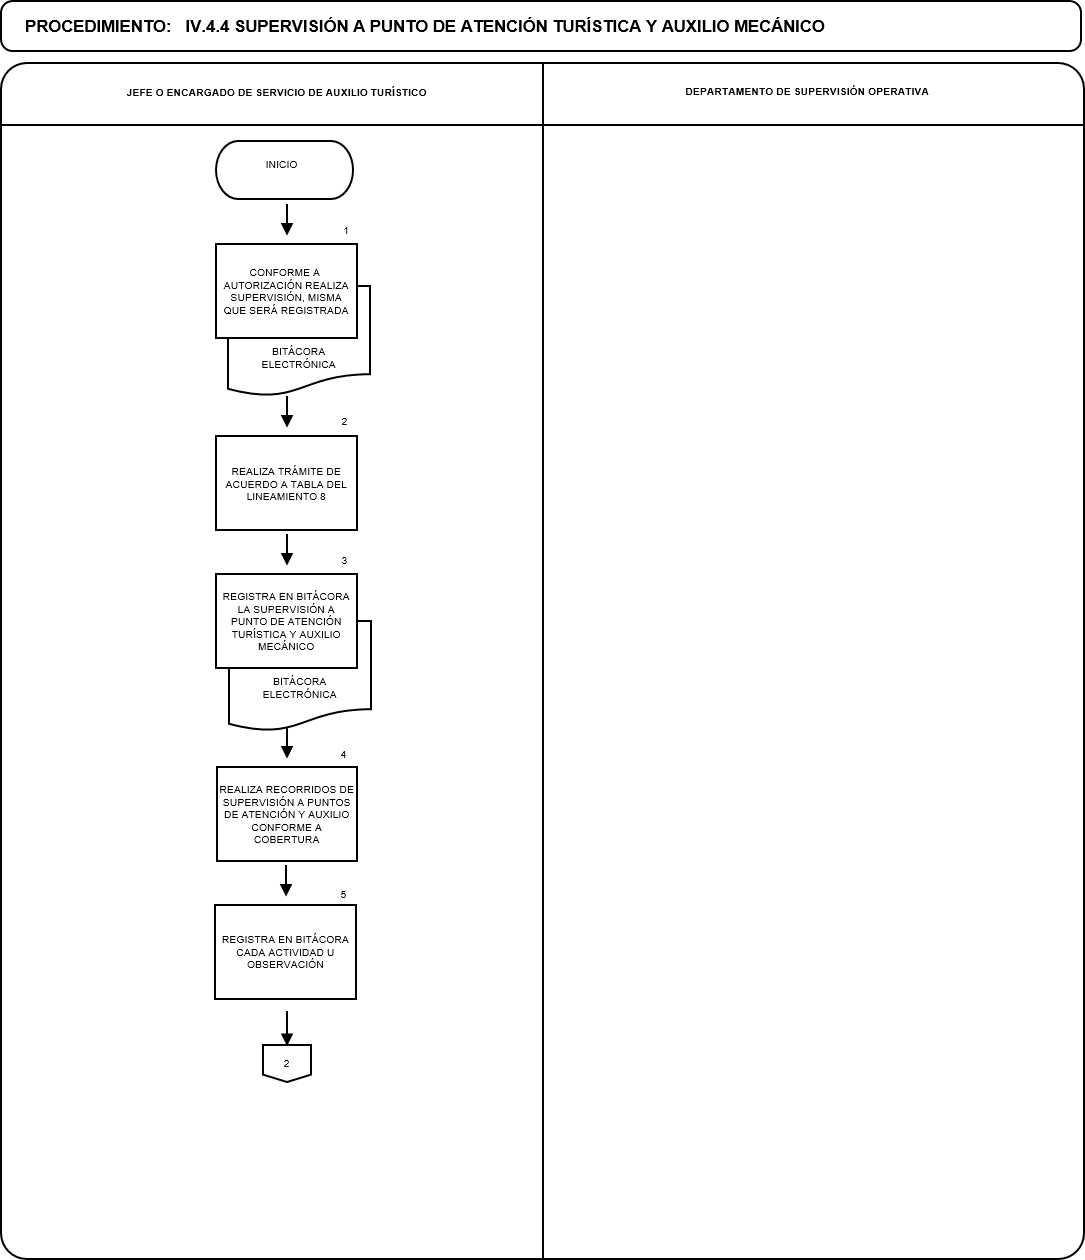 PROCEDIMIENTO: IV.4.4 SUPERVISIÓN A PUNTO DE ATENCIÓN TURÍSTICA Y AUXILIO MECÁNICO
JEFE O ENCARGADO DE SERVICIO DE AUXILIO TURÍSTICO
DEPARTAMENTO DE SUPERVISIÓN OPERATIVA
INICIO
1
CONFORME A
AUTORIZACIÓN REALIZA
SUPERVISIÓN, MISMA
QUE SERÁ REGISTRADA
BITÁCORA
ELECTRÓNICA
2
REALIZA TRÁMITE DE
ACUERDO A TABLA DEL
LINEAMIENTO 8
3
REGISTRA EN BITÁCORA
LA SUPERVISIÓN A
PUNTO DE ATENCIÓN
TURÍSTICA Y AUXILIO
MECÁNICO
BITÁCORA
ELECTRÓNICA
4
REALIZA RECORRIDOS DE
SUPERVISIÓN A PUNTOS
DE ATENCIÓN Y AUXILIO
CONFORME A
COBERTURA
5
REGISTRA EN BITÁCORA
CADA ACTIVIDAD U
OBSERVACIÓN
2